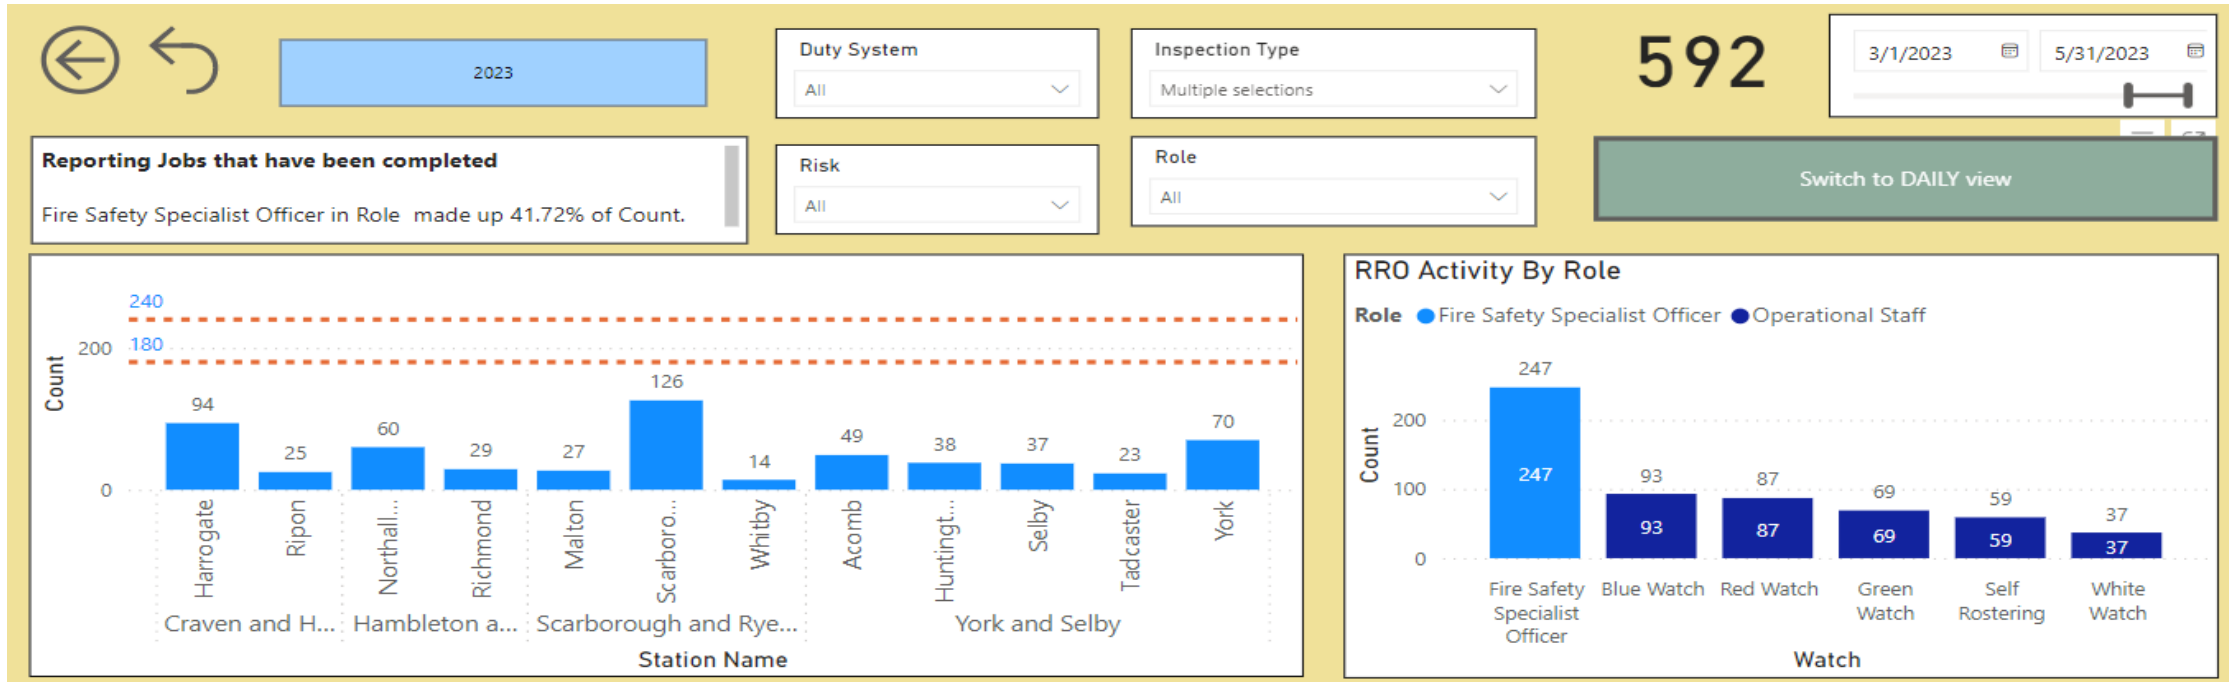 2023
Duty System
All
Inspection Type
Multiple selections
592
3/1/2023
5/31/2023
Reporting Jobs that have been completed
Fire Safety Specialist Officer in Role made up 41.72% of Count.
Risk
All
Role
All
Switch to DAILY view
240
180
200
0
Count
94
25
60
29
27
126
14
49
38
37
23
70
Harrogate
Ripon
Northall...
Richmond
Malton
Scarboro...
Whitby
Acomb
Huntingt...
Selby
Tadcaster
York
Craven and H...
Hambleton a...
Scarborough and Rye...
York and Selby
Station Name
RRO Activity By Role
Role Fire Safety Specialist Officer Operational Staff
Count
200
100
0
247
247
93
93
87
87
69
69
59
59
37
37
Fire Safety
Specialist
Officer
Blue Watch
Red Watch
Green
Watch
Self
Rostering
White
Watch
Watch